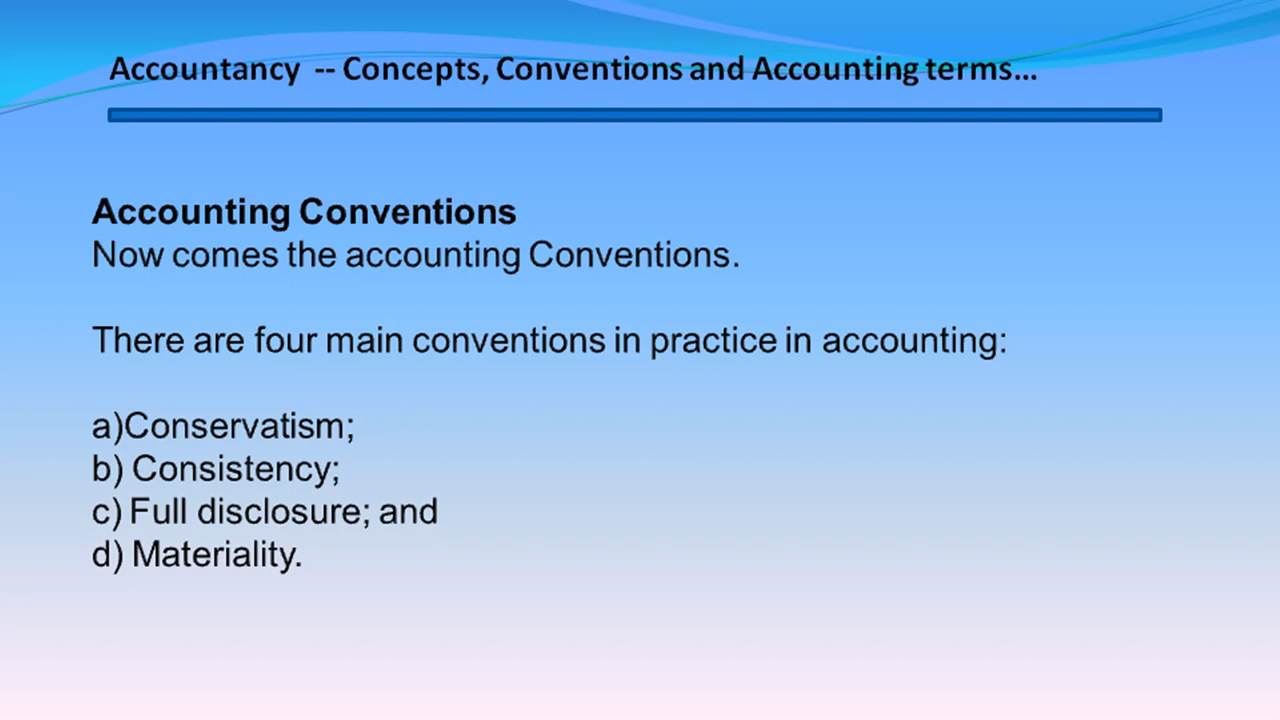 Accountancy -- Concepts, Conventions and Accounting terms...
Accounting Conventions
Now comes the accounting Conventions.
There are four main conventions in practice in accounting:
a)Conservatism;
b) Consistency;
c) Full disclosure; and
d) Materiality.